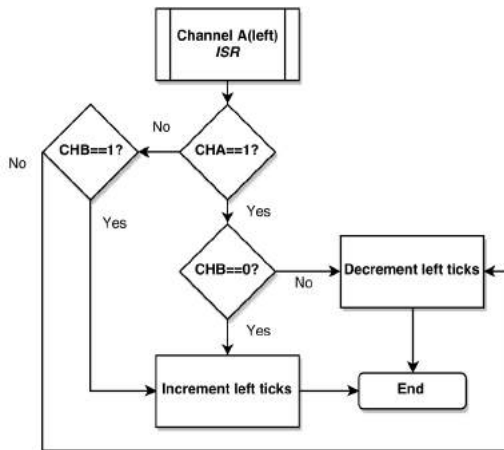 Channel A(left)
ISR
No
CHB==1?
CHA==1?
No
Yes
Yes
CHB==0?
No
Decrement left ticks
Yes
Increment left ticks
End